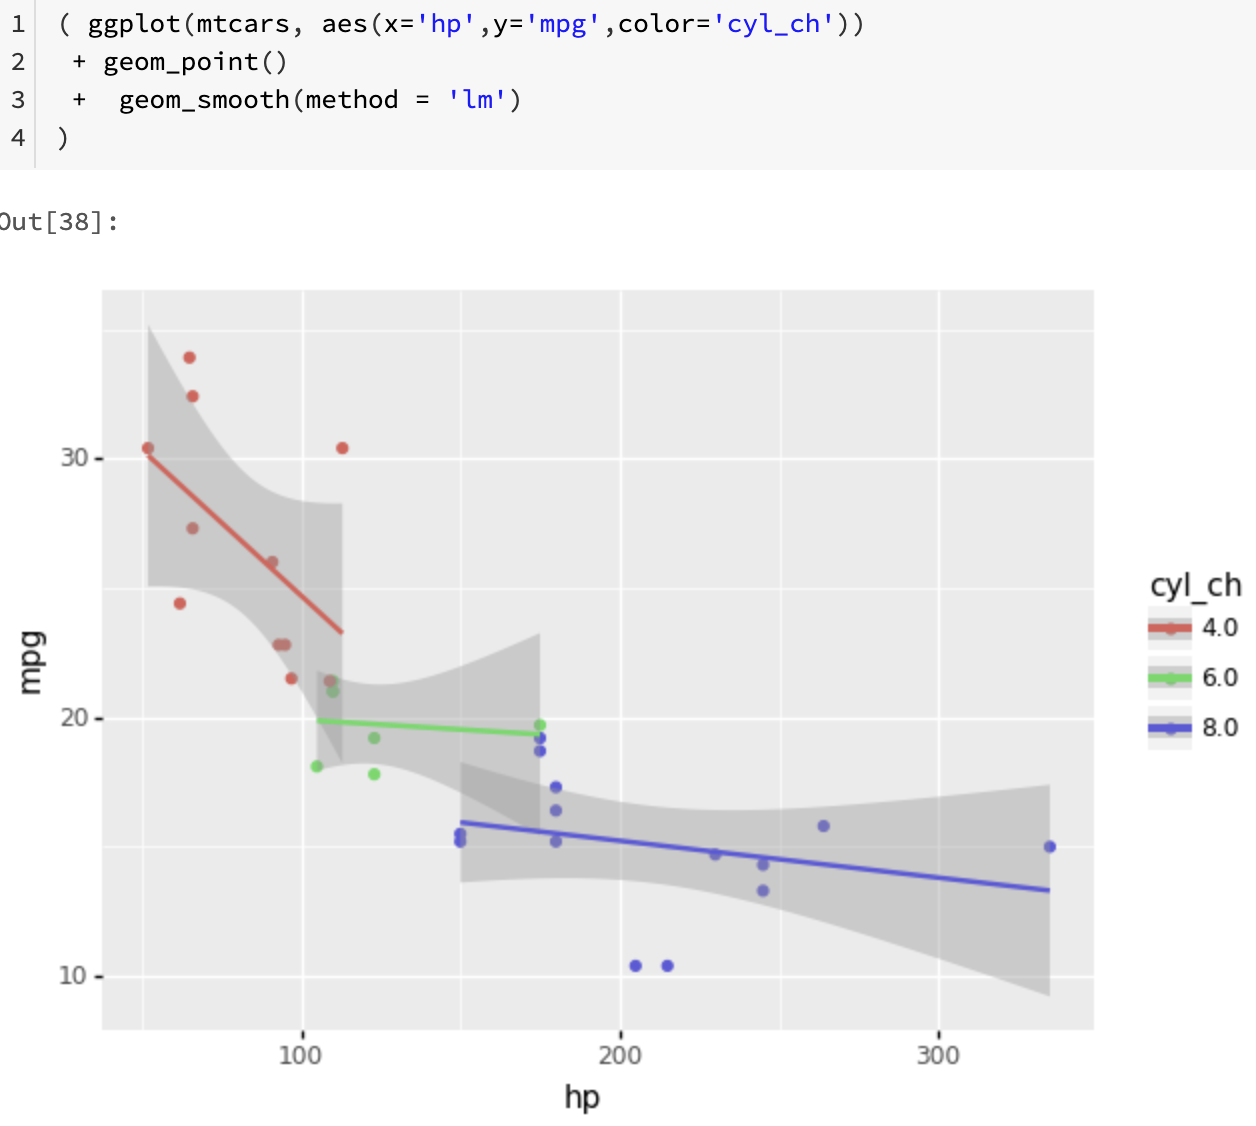 1 ( ggplot(mtcars, aes(x='hp',y='mpg',color='cyl_ch'))
2  + geom_point()
3  +  geom_smooth(method = 'lm')
4 )
Out[38]:
30
20
10
mpg
100 200 300
hp
cyl_ch
4.0
6.0
8.0